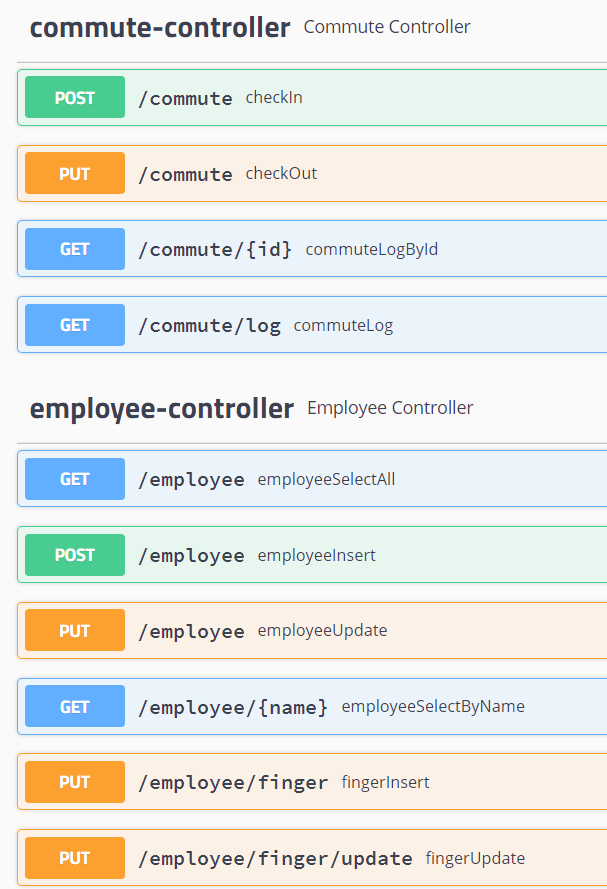 commute-controller Commute Controller
POST /commute checkIn
PUT /commute checkOut
GET /commute/{id} commuteLogById
GET /commute/log commuteLog
employee-controller Employee Controller
GET /employee employeeSelectAll
POST /employee employeeInsert
PUT /employee employeeUpdate
GET /employee/{name} employeeSelectByName
PUT /employee/finger fingerInsert
PUT /employee/finger/update fingerUpdate